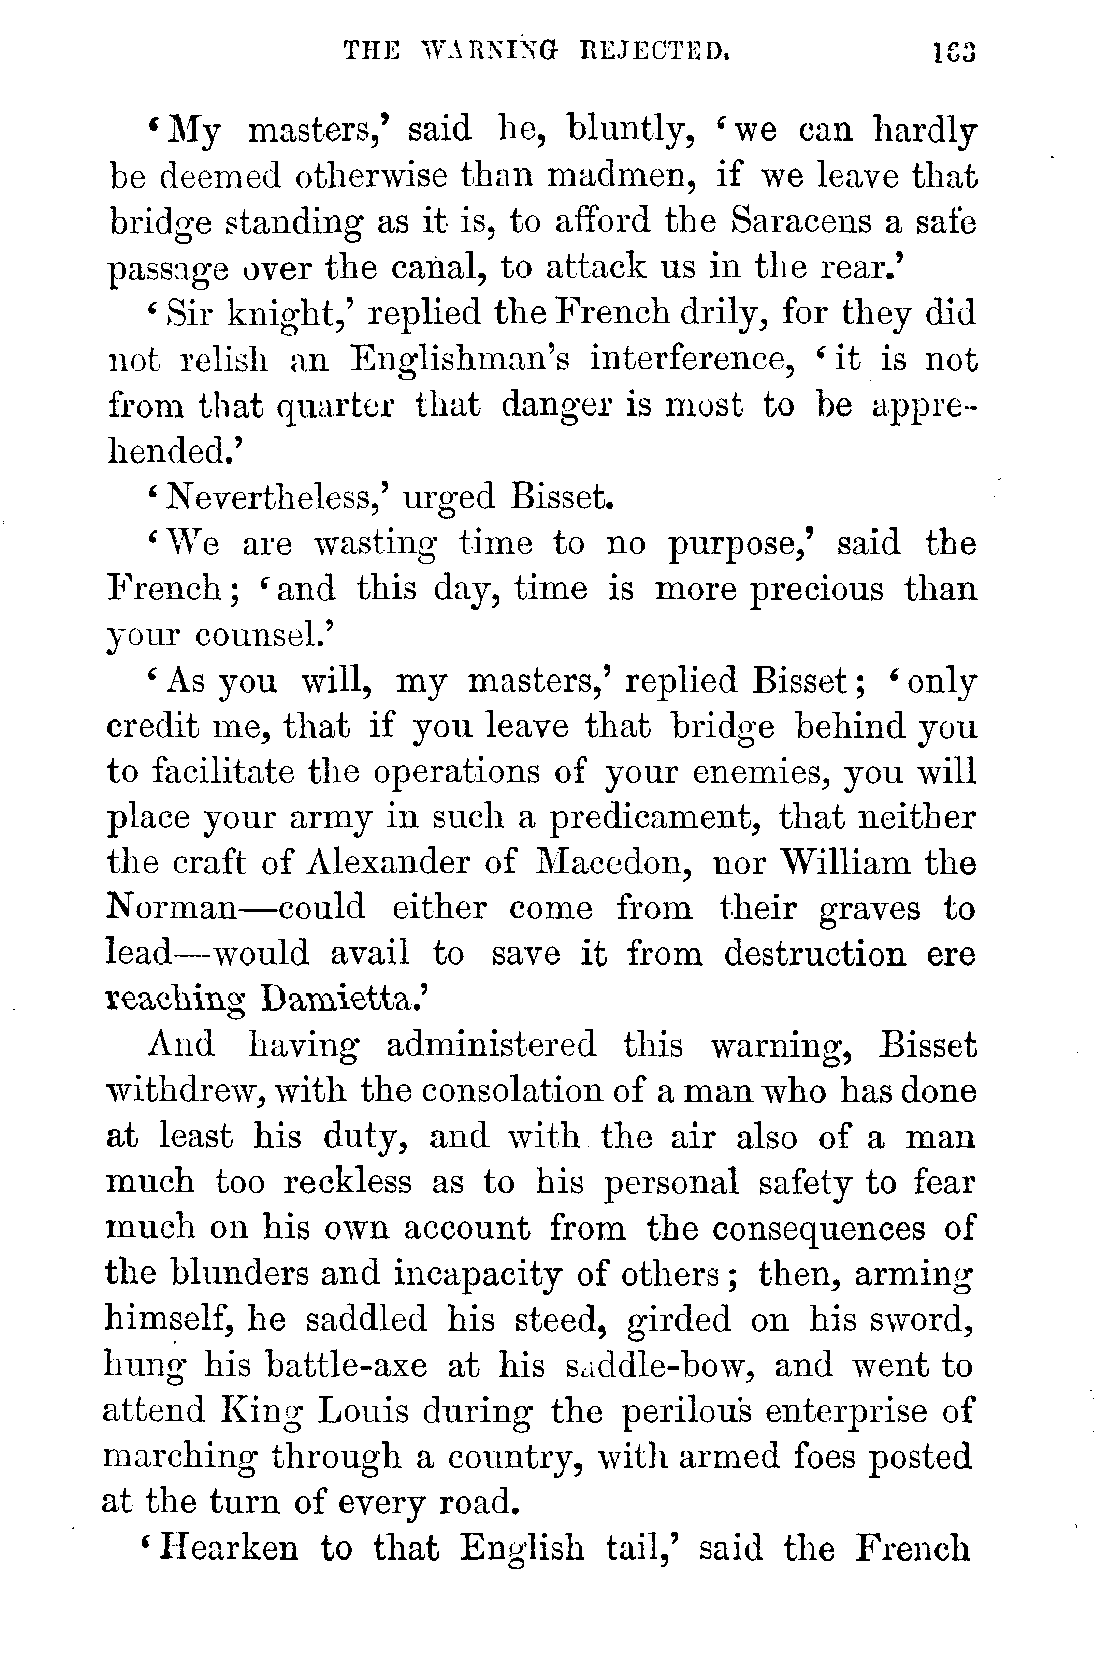 THE WARNING REJECTED. 163
‘My masters,’ said he, bluntly, ‘we can hardly
be deemed otherwise than madmen, if we leave that
bridge standing as it is, to afford the Saracens a safe
passage over the canal, to attack us in the rear.’
‘Sir knight,’ replied the French drily, for they did
not relish an Englishman’s interference, ‘it is not
from that quarter that danger is most to be appre-
hended.’
‘Nevertheless,’ urged Bisset.
‘We are wasting time to no purpose,’ said the
French; ‘and this day, time is more precious than
your counsel.’
‘As you will, my masters,’ replied Bisset; ‘only
credit me, that if you leave that bridge behind you
to facilitate the operations of your enemies, you will
place your army in such a predicament, that neither
the craft of Alexander of Macedon, nor William the
Norman—could either come from their graves to
lead—would avail to save it from destruction ere
reaching Damietta.’
And having administered this warning, Bisset
withdrew, with the consolation of a man who has done
at least his duty, and with the air also of a man
much too reckless as to his personal safety to fear
much on his own account from the consequences of
the blunders and incapacity of others; then, arming
himself, he saddled his steed, girded on his sword,
hung his battle-axe at his saddle-bow, and went to
attend King Louis during the perilous enterprise of
marching through a country, with armed foes posted
at the turn of every road.
‘Hearken to that English tail,’ said the French